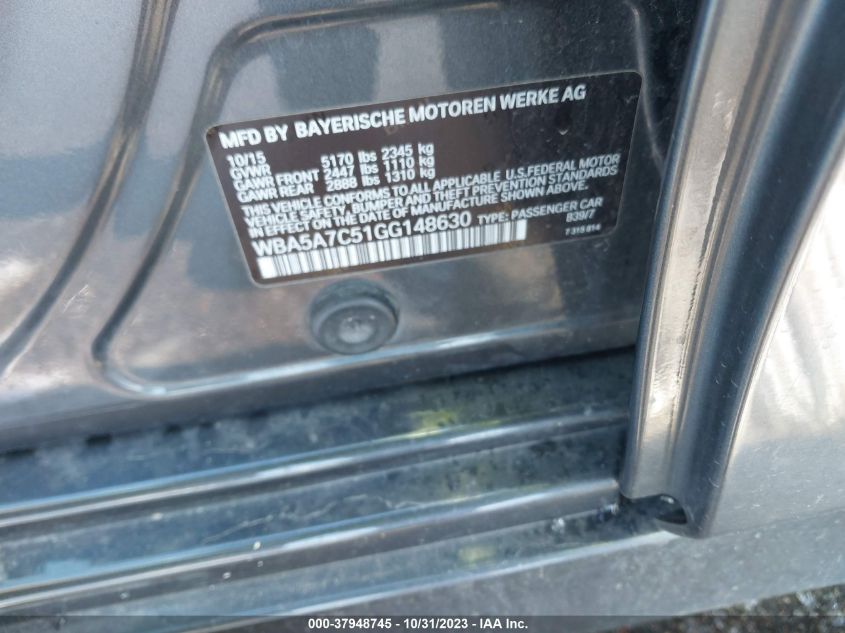 MFD BY BAYERISCHE MOTOREN WERKE AG
10/15
GVWR 5170 lbs 2345 kg
GAWR FRONT 2447 lbs 1110 kg
GAWR REAR 2888 lbs 1310 kg
THIS VEHICLE CONFORMS TO ALL APPLICABLE U.S.FEDERAL MOTOR
VEHICLE SAFETY, BUMPER AND THEFT PREVENTION STANDARDS
IN EFFECT ON THE DATE OF MANUFACTURE SHOWN ABOVE.
WBA5A7C51GG148630 TYPE: PASSENGER CAR
B39/7
7 315 814
000-37948745 - 10/31/2023 - IAA Inc.